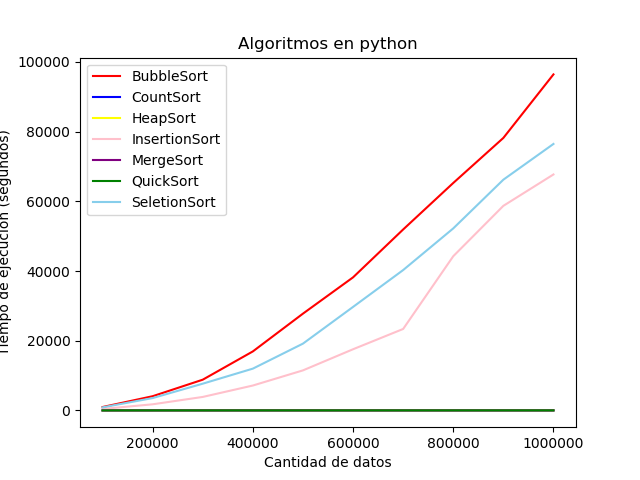 Algoritmos en python
100000
80000
60000
40000
20000
0
Tiempo de ejecucion (segundos)
BubbleSort
CountSort
HeapSort
InsertionSort
MergeSort
QuickSort
SeletionSort
200000
400000
600000
800000
1000000
Cantidad de datos